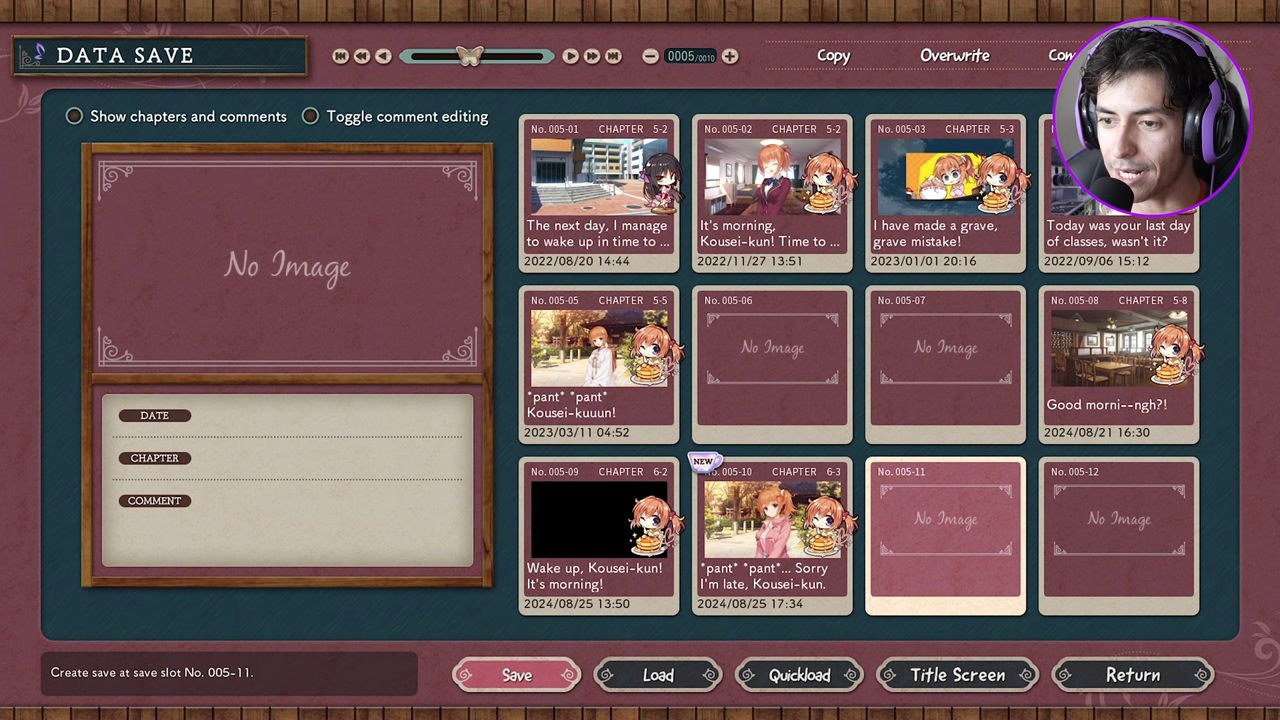 DATA SAVE
0005/0010
Copy
Overwrite
Show chapters and comments
Toggle comment editing
No Image
DATE
CHAPTER
COMMENT
No. 005-01 CHAPTER 5-2
The next day, I manage
to wake up in time to ...
2022/08/20 14:44
No. 005-02 CHAPTER 5-2
It's morning,
Kousei-kun! Time to ...
2022/11/27 13:51
No. 005-03 CHAPTER 5-3
I have made a grave,
grave mistake!
2023/01/01 20:16
Today was your last day
of classes, wasn't it?
2022/09/06 15:12
No. 005-05 CHAPTER 5-5
*pant* *pant*
Kousei-kuuun!
2023/03/11 04:52
No. 005-06
No Image
No. 005-07
No Image
No. 005-08 CHAPTER 5-8
Good morni--ngh?!
2024/08/21 16:30
No. 005-09 CHAPTER 6-2
Wake up, Kousei-kun!
It's morning!
2024/08/25 13:50
NEW
No. 005-10 CHAPTER 6-3
*pant* *pant*... Sorry
I'm late, Kousei-kun.
2024/08/25 17:34
No. 005-11
No Image
No. 005-12
No Image
Create save at save slot No. 005-11.
Save
Load
Quickload
Title Screen
Return